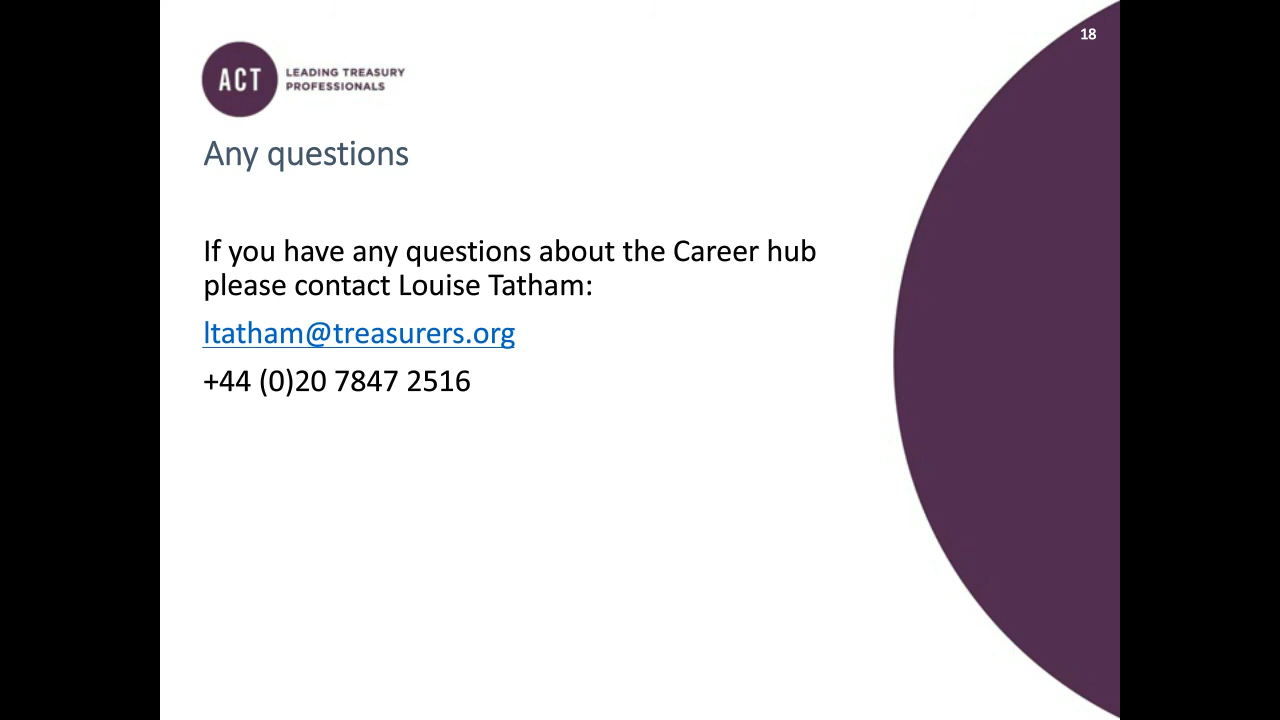 18
ACT
LEADING TREASURY
PROFESSIONALS
Any questions
If you have any questions about the Career hub
please contact Louise Tatham:
ltatham@treasurers.org
+44 (0)20 7847 2516